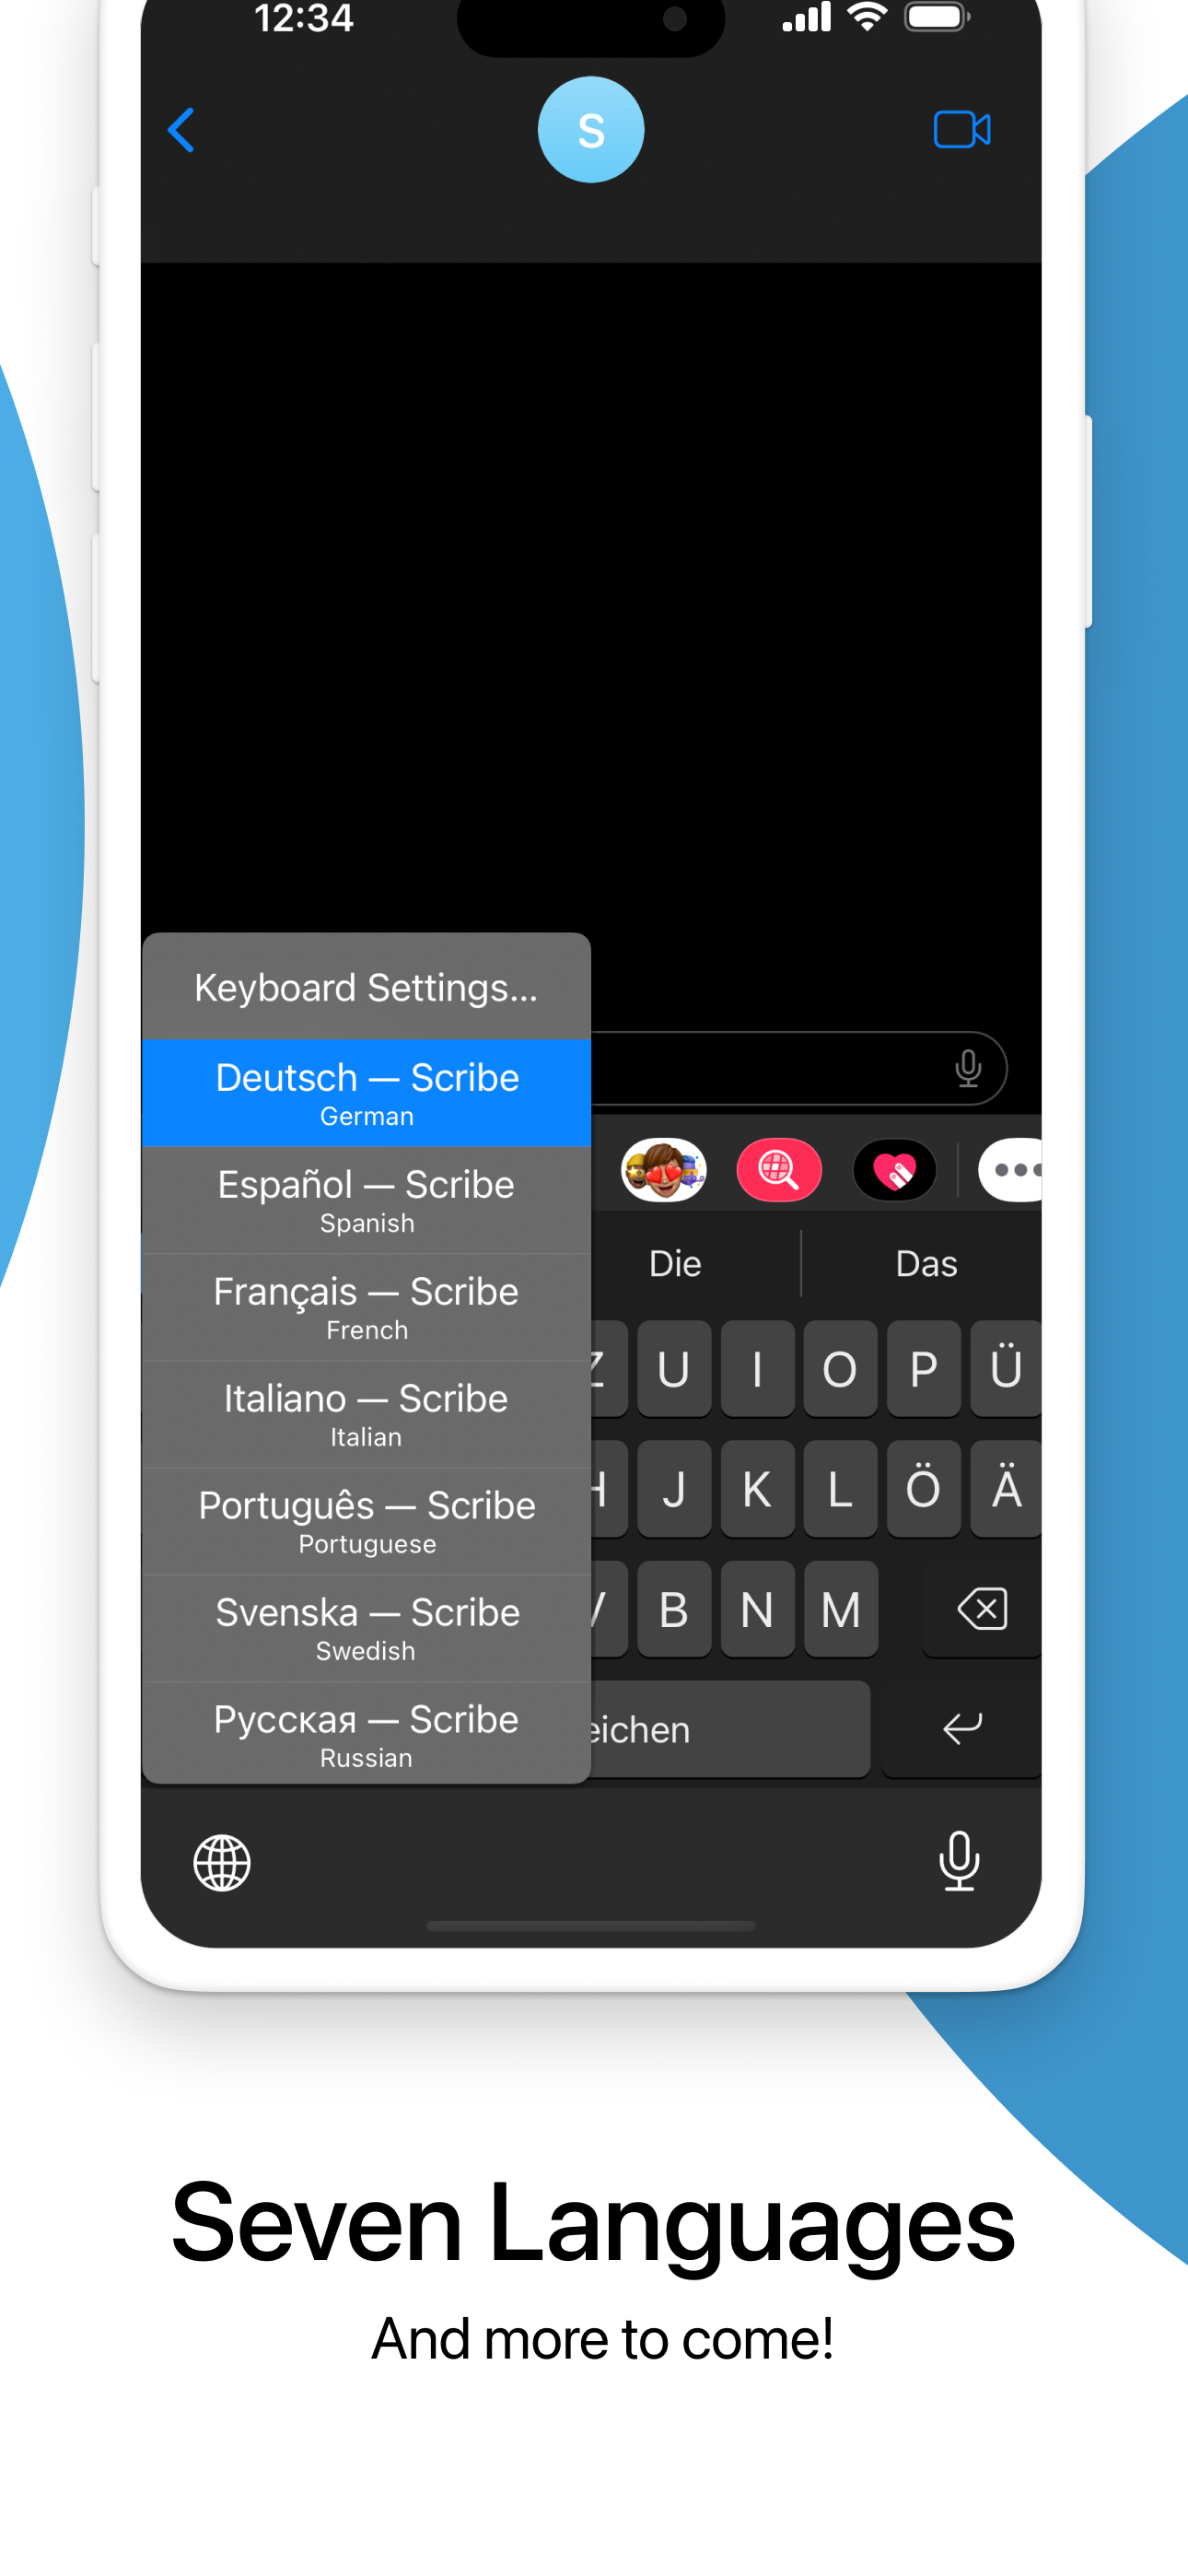 12:34
S
Keyboard Settings...
Deutsch — Scribe
German
Español — Scribe
Spanish
Français — Scribe
French
Italiano — Scribe
Italian
Português — Scribe
Portuguese
Svenska — Scribe
Swedish
Русская — Scribe
Russian
Die Das
U I O P Ü
J K L Ö Ä
B N M
eichen
Seven Languages
And more to come!